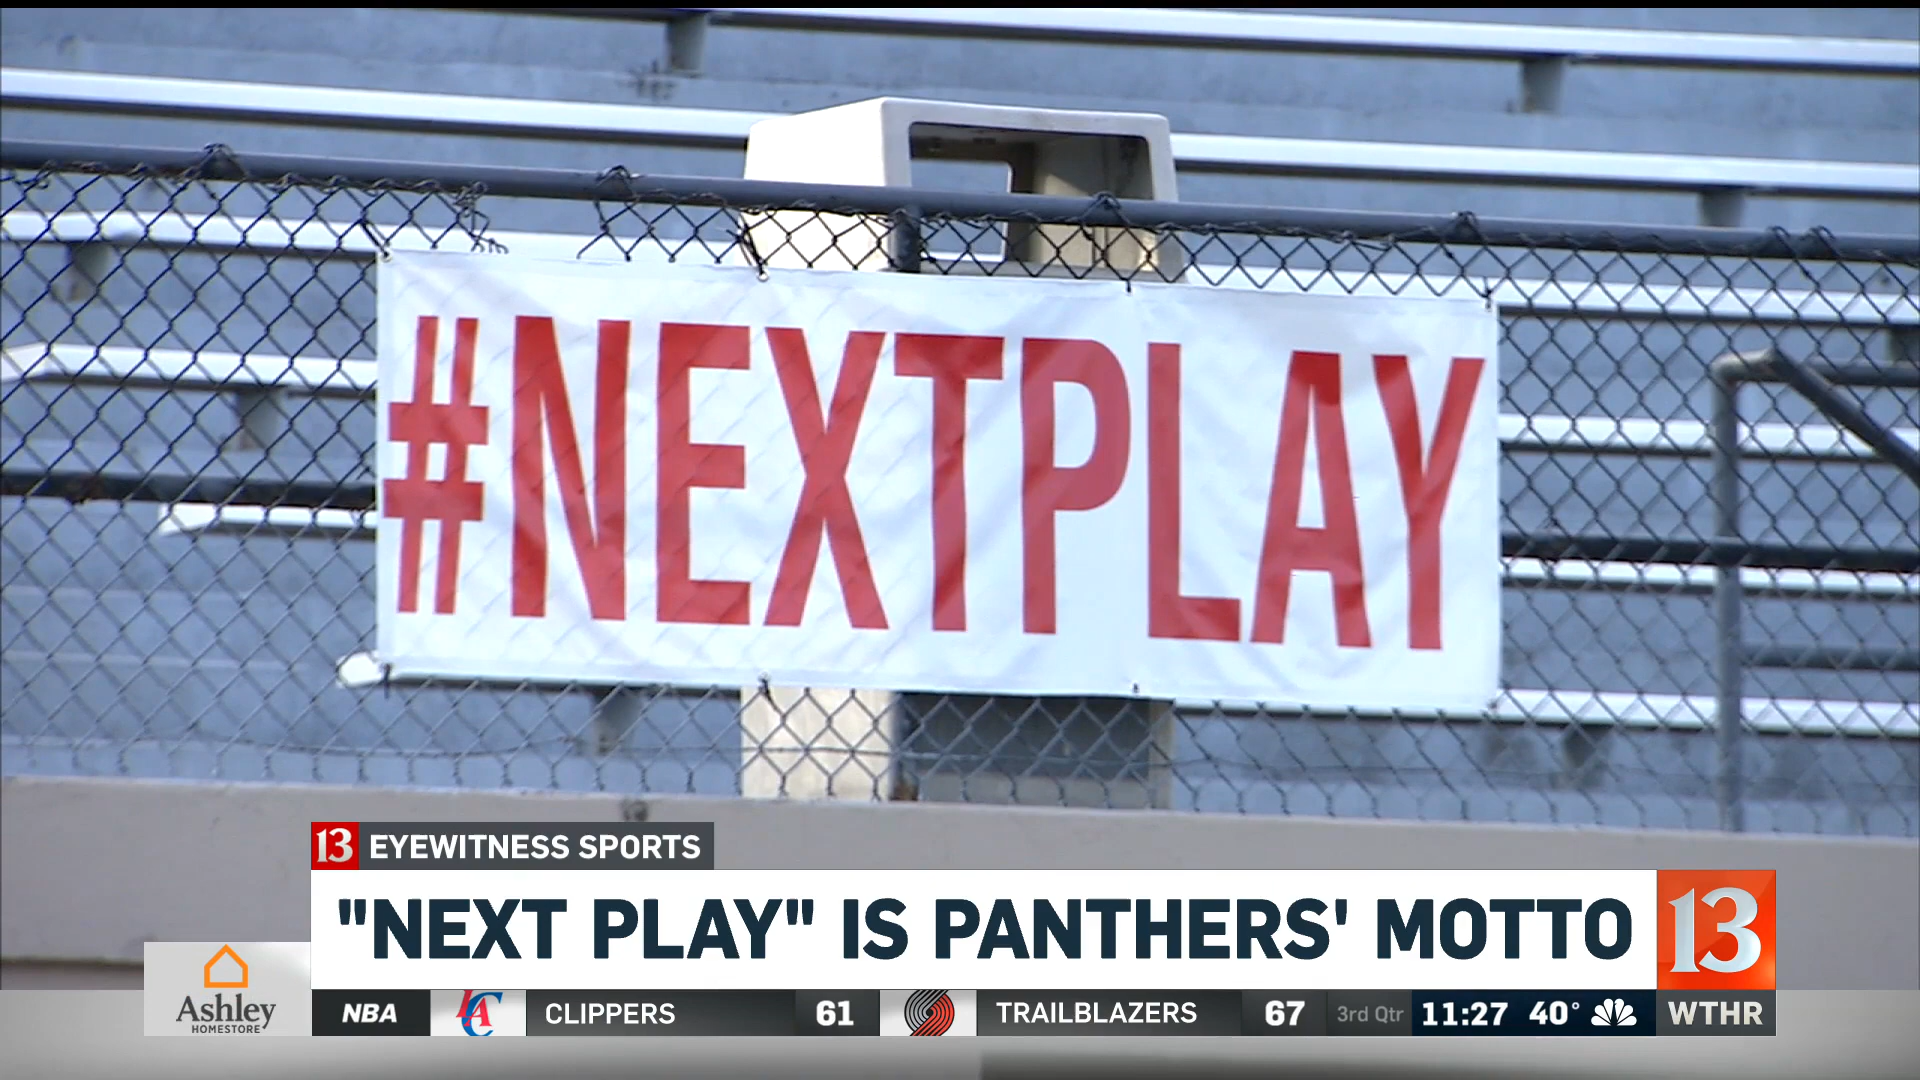 #NEXTPLAY
13 EYEWITNESS SPORTS
"NEXT PLAY" IS PANTHERS' MOTTO
13
Ashley
HOMESTORE
NBA LAC CLIPPERS 61 TRAILBLAZERS 67 3rd Qtr 11:27 40° WTHR